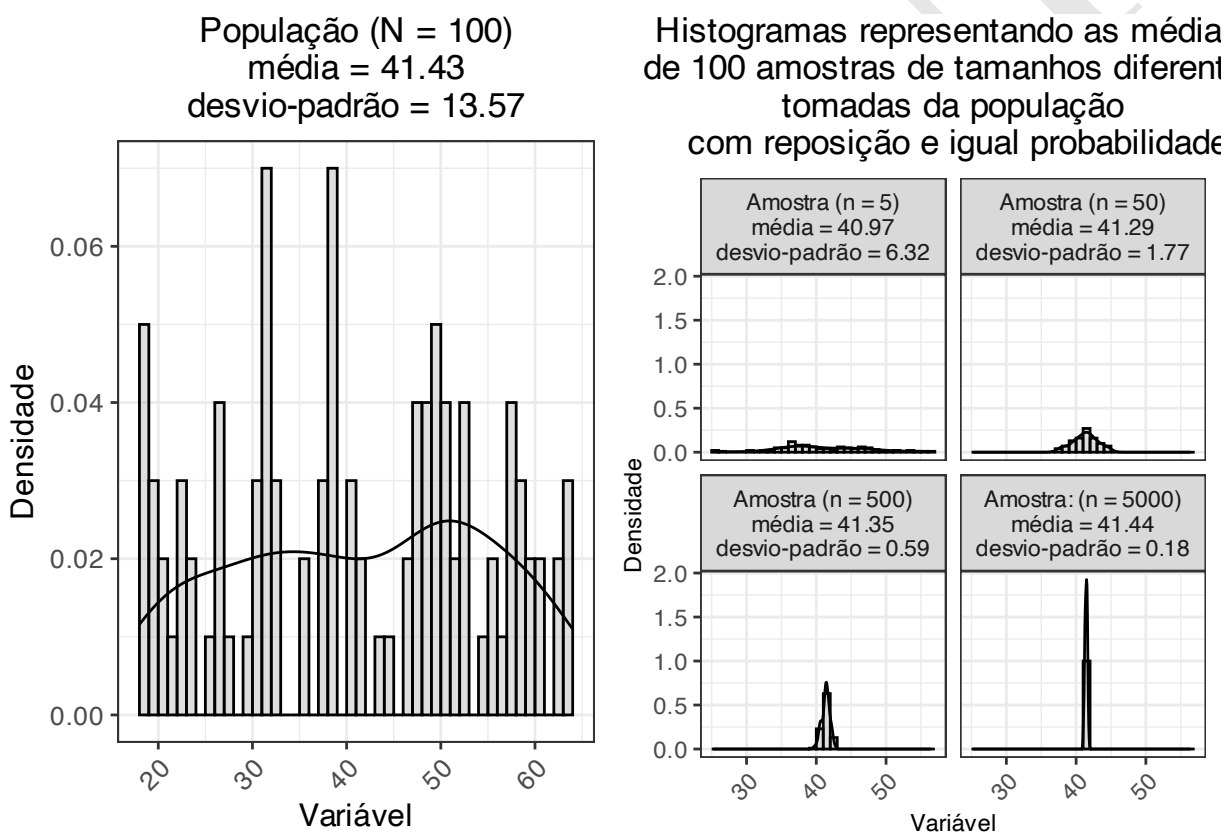 População (N = 100)
média = 41.43
desvio-padrão = 13.57
Densidade
0.06
0.04
0.02
0.00
20
30
40
50
60
Variável
Histogramas representando as média
de 100 amostras de tamanhos diferent
tomadas da população
com reposição e igual probabilidade
Amostra (n = 5)
média = 40.97
desvio-padrão = 6.32
Amostra (n = 50)
média = 41.29
desvio-padrão = 1.77
2.0
1.5
1.0
0.5
0.0
Densidade
Amostra (n = 500)
média = 41.35
desvio-padrão = 0.59
Amostra: (n = 5000)
média = 41.44
desvio-padrão = 0.18
2.0
1.5
1.0
0.5
0.0
30
40
50
30
40
50
Variável